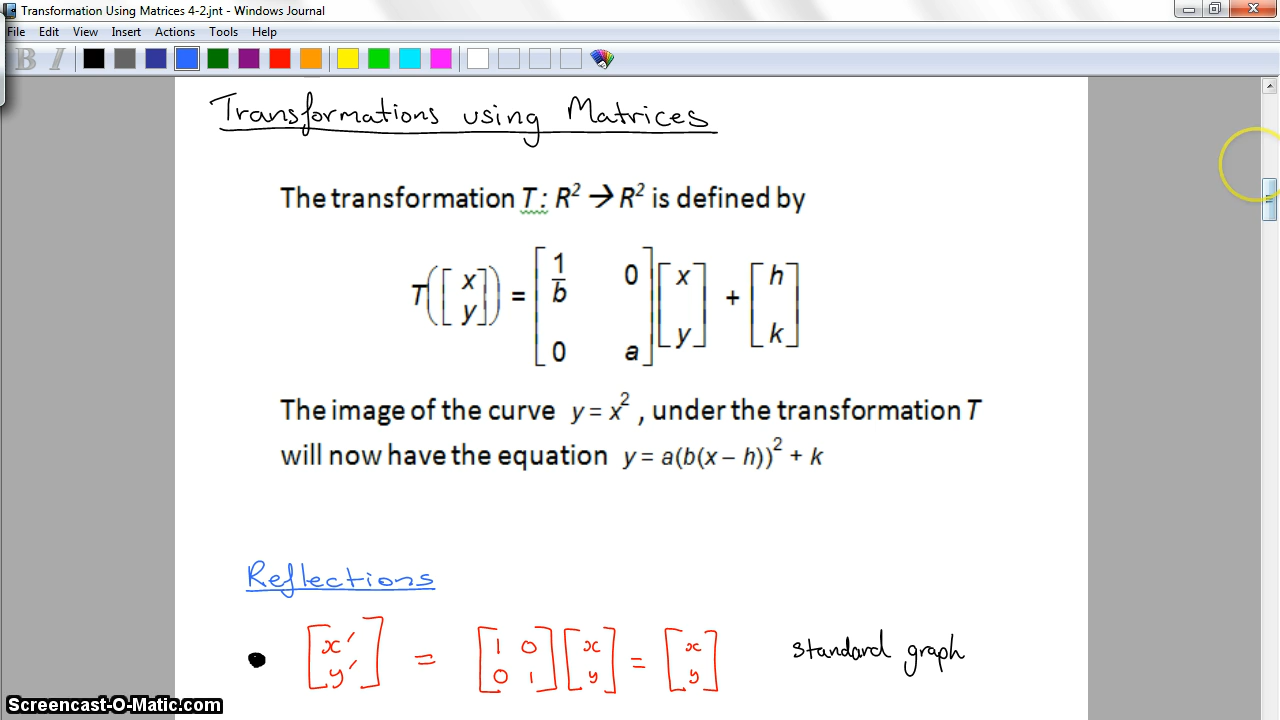 Transformation Using Matrices 4-2.jnt - Windows Journal
File Edit View Insert Actions Tools Help
B I
Transformations using Matrices
The transformation T: R² → R² is defined by
T([x y]) = [1/b 0 0 a][x y] + [h k]
The image of the curve y = x² , under the transformation T
will now have the equation y = a(b(x – h))² + k
Reflections
• [x′ y′] = [1 0 0 1][x y] = [x y] standard graph
Screencast-O-Matic.com